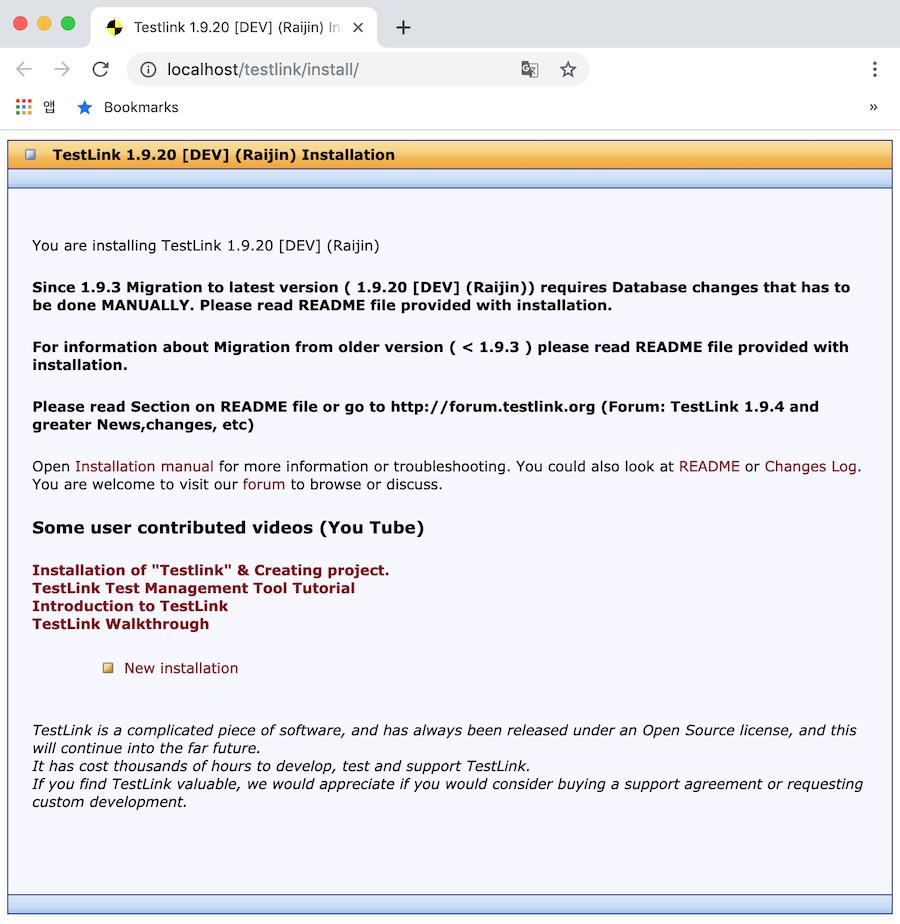 Testlink 1.9.20 [DEV] (Raijin) In
localhost/testlink/install/
앱 Bookmarks »
TestLink 1.9.20 [DEV] (Raijin) Installation
You are installing TestLink 1.9.20 [DEV] (Raijin)
Since 1.9.3 Migration to latest version ( 1.9.20 [DEV] (Raijin)) requires Database changes that has to
be done MANUALLY. Please read README file provided with installation.
For information about Migration from older version ( < 1.9.3 ) please read README file provided with
installation.
Please read Section on README file or go to http://forum.testlink.org (Forum: TestLink 1.9.4 and
greater News,changes, etc)
Open Installation manual for more information or troubleshooting. You could also look at README or Changes Log.
You are welcome to visit our forum to browse or discuss.
Some user contributed videos (You Tube)
Installation of "Testlink" & Creating project.
TestLink Test Management Tool Tutorial
Introduction to TestLink
TestLink Walkthrough
New installation
TestLink is a complicated piece of software, and has always been released under an Open Source license, and this
will continue into the far future.
It has cost thousands of hours to develop, test and support TestLink.
If you find TestLink valuable, we would appreciate if you would consider buying a support agreement or requesting
custom development.